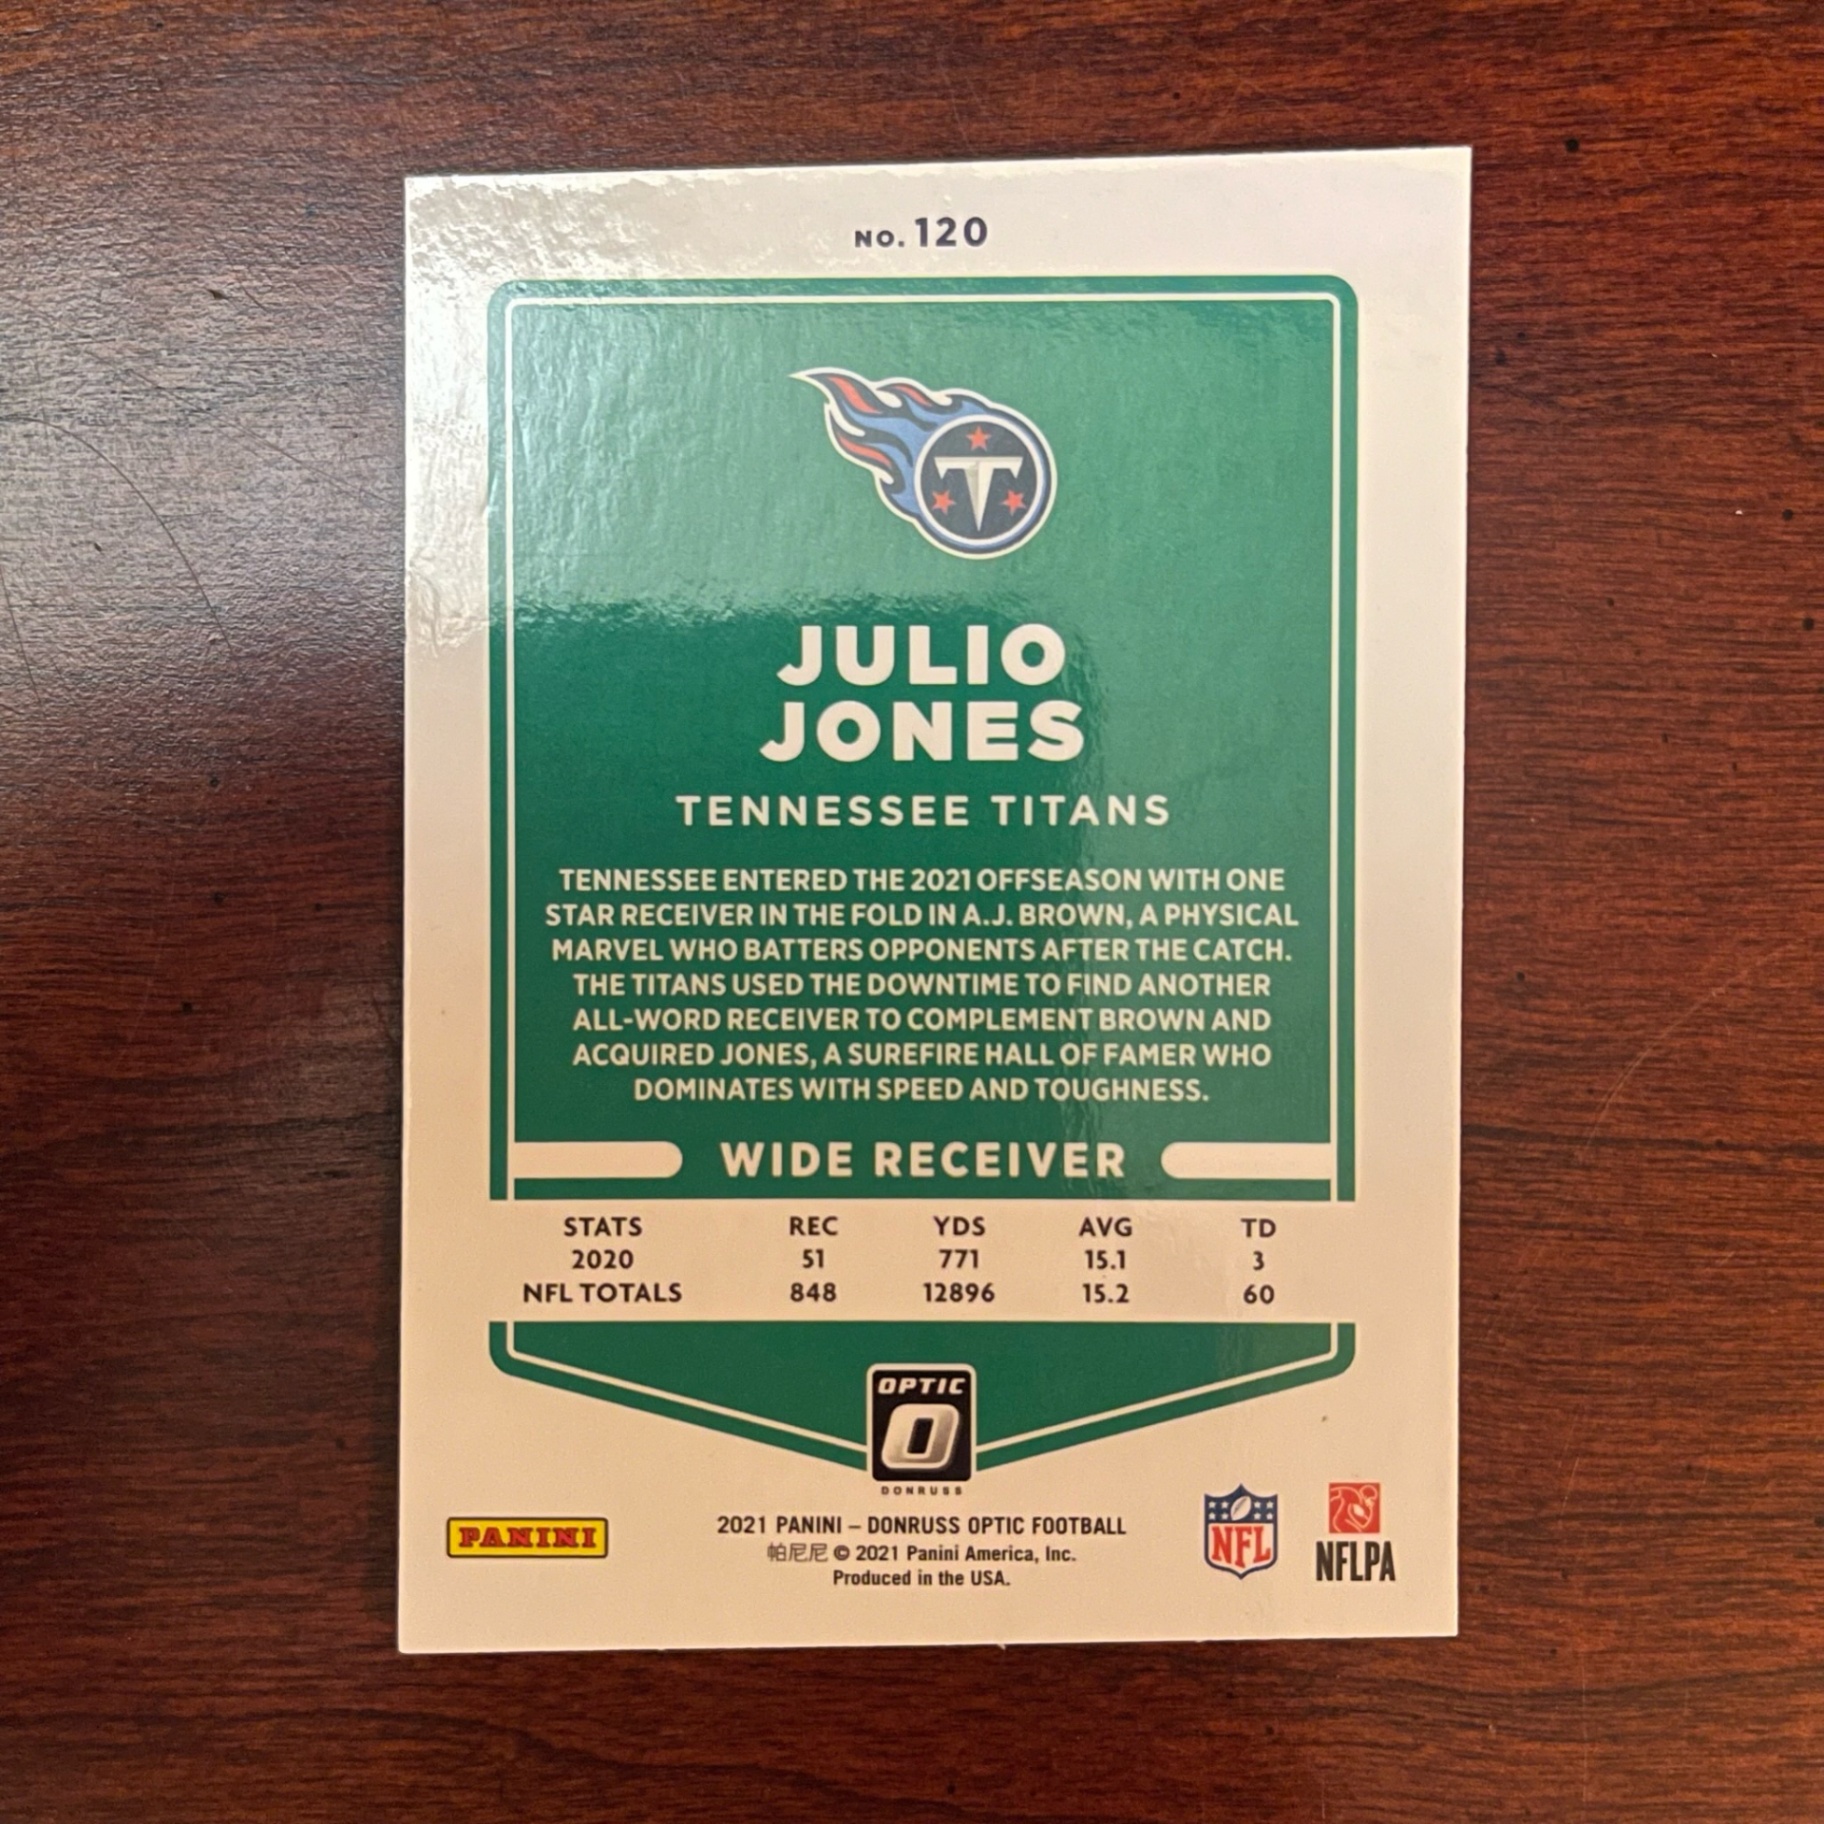 NO. 120
T
JULIO
JONES
TENNESSEE TITANS
TENNESSEE ENTERED THE 2021 OFFSEASON WITH ONE
STAR RECEIVER IN THE FOLD IN A.J. BROWN, A PHYSICAL
MARVEL WHO BATTERS OPPONENTS AFTER THE CATCH.
THE TITANS USED THE DOWNTIME TO FIND ANOTHER
ALL-WORD RECEIVER TO COMPLEMENT BROWN AND
ACQUIRED JONES, A SUREFIRE HALL OF FAMER WHO
DOMINATES WITH SPEED AND TOUGHNESS.
WIDE RECEIVER
STATS REC YDS AVG TD
2020 51 771 15.1 3
NFL TOTALS 848 12896 15.2 60
OPTIC
O
DONRUSS
PANINI
2021 PANINI – DONRUSS OPTIC FOOTBALL
帕尼尼 © 2021 Panini America, Inc.
Produced in the USA.
NFL
NFLPA